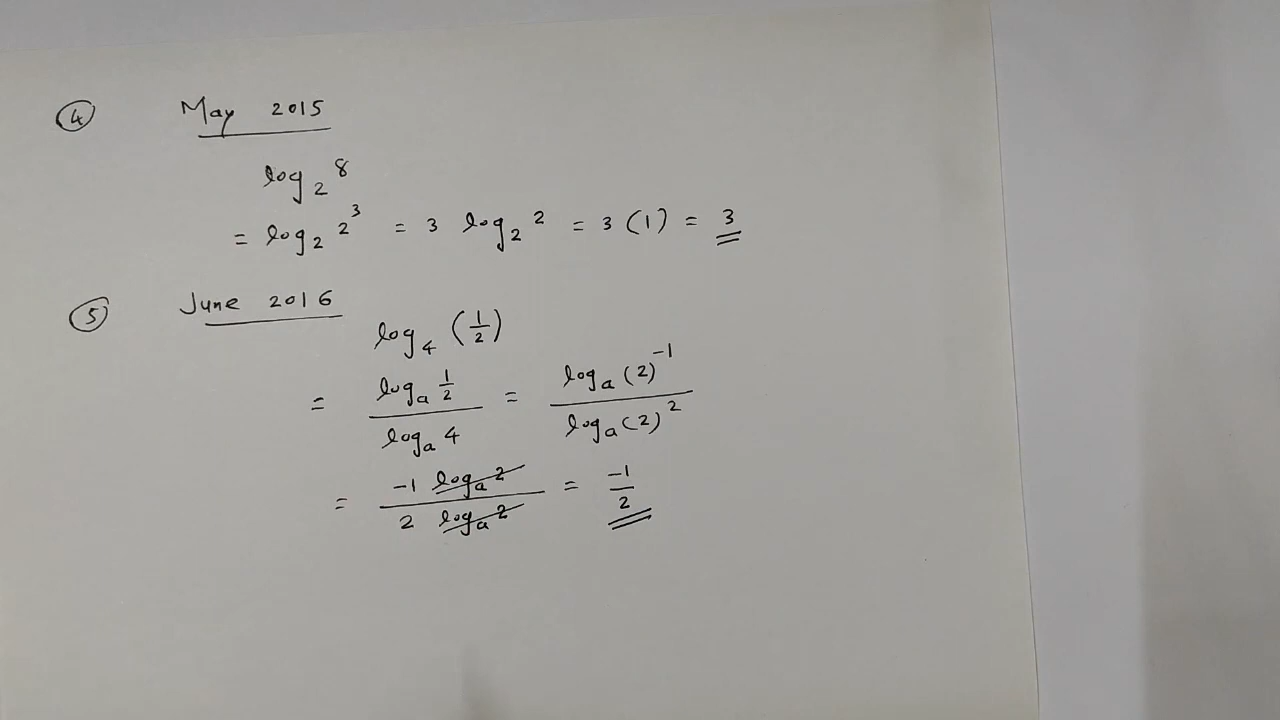 ④ May 2015
log₂ 8
= log₂ 2³ = 3 log₂ 2 = 3 (1) = 3
⑤ June 2016
log₄ (1/2)
= logₐ 1/2 / logₐ 4 = logₐ (2)⁻¹ / logₐ (2)²
= -1 logₐ 2 / 2 logₐ 2 = -1/2